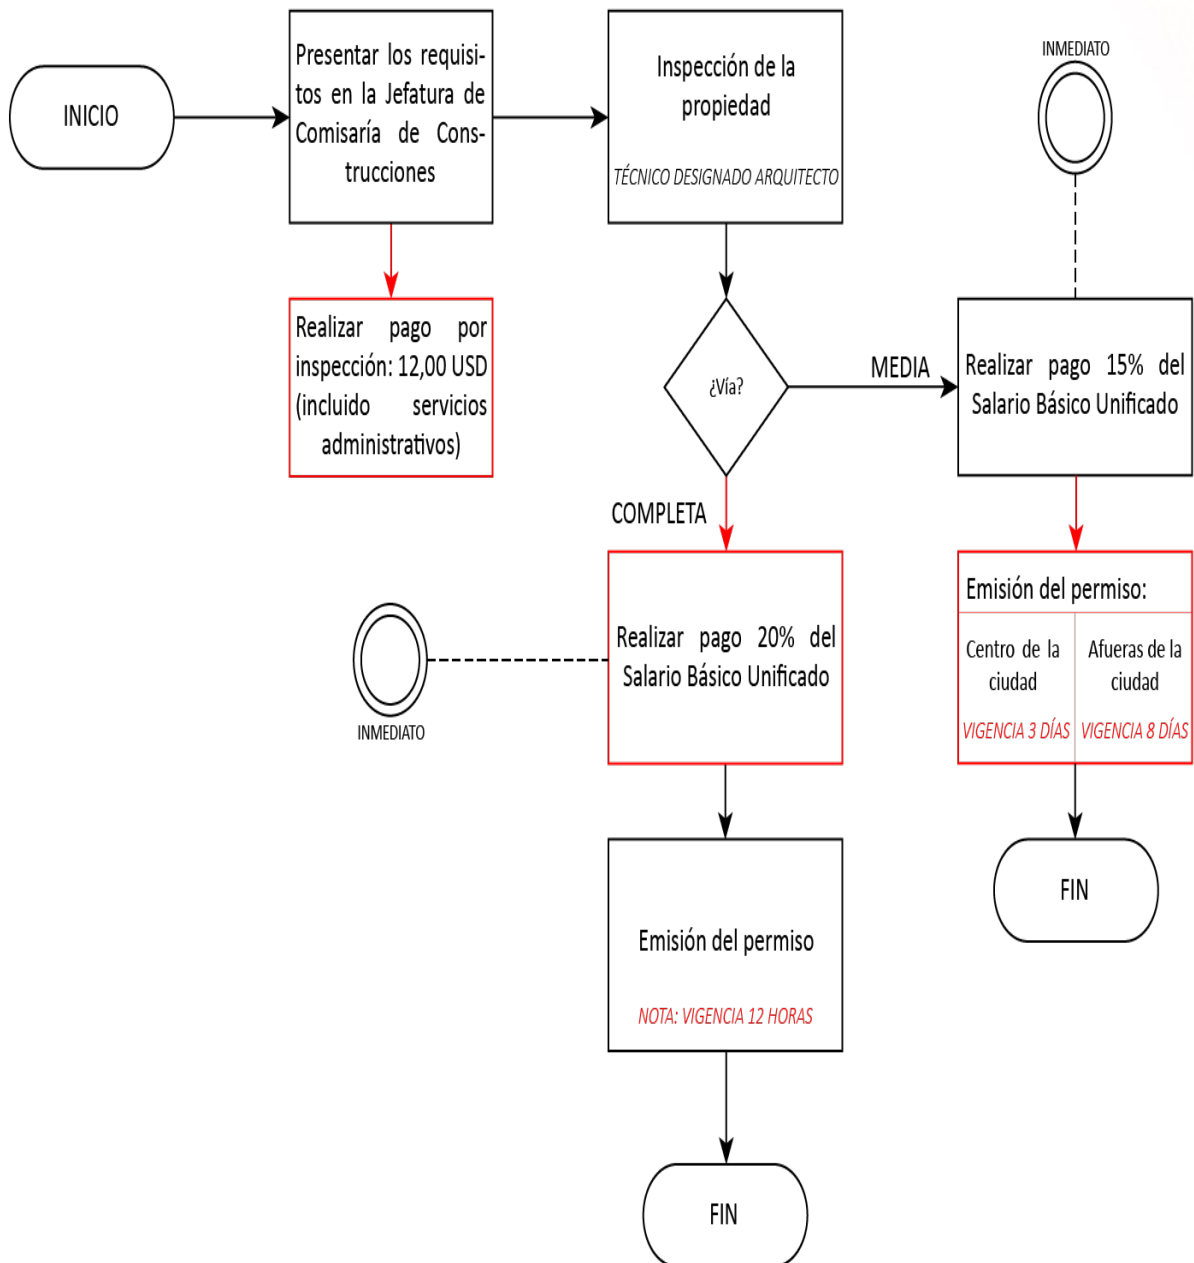 INICIO
Presentar los requisi-
tos en la Jefatura de
Comisaría de Cons-
trucciones
Inspección de la
propiedad
TÉCNICO DESIGNADO ARQUITECTO
INMEDIATO
Realizar pago por
inspección: 12,00 USD
(incluido servicios
administrativos)
¿Vía?
MEDIA
Realizar pago 15% del
Salario Básico Unificado
COMPLETA
Realizar pago 20% del
Salario Básico Unificado
INMEDIATO
Emisión del permiso:
Centro de la
ciudad
VIGENCIA 3 DÍAS
Afueras de la
ciudad
VIGENCIA 8 DÍAS
FIN
Emisión del permiso
NOTA: VIGENCIA 12 HORAS
FIN